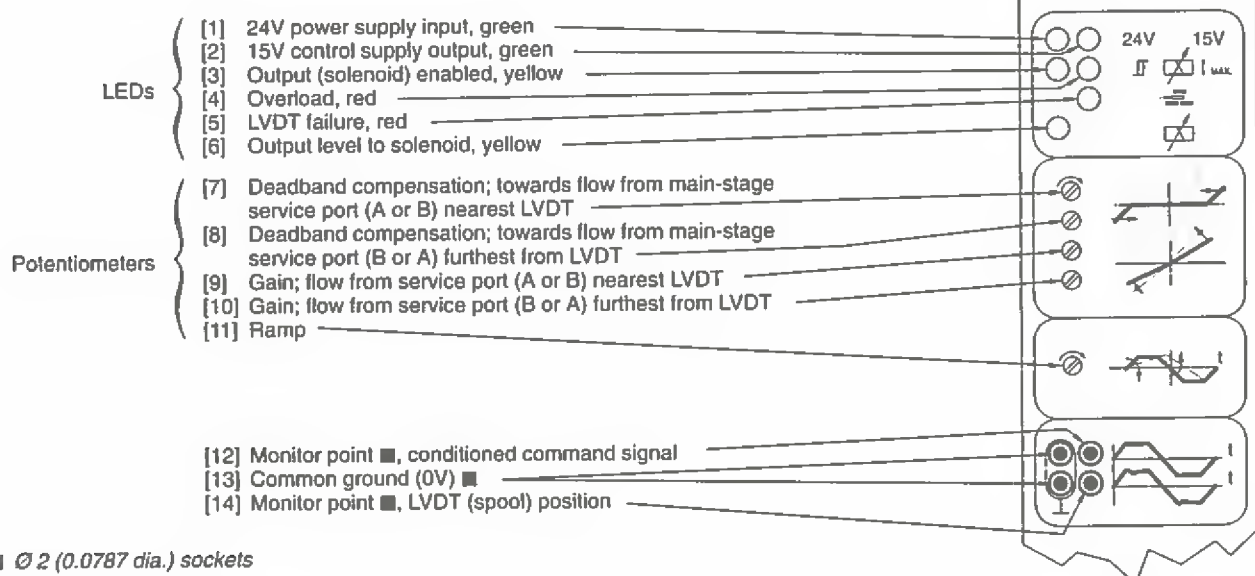 [1] 24V power supply input, green
[2] 15V control supply output, green
[3] Output (solenoid) enabled, yellow
LEDs
[4] Overload, red
[5] LVDT failure, red
[6] Output level to solenoid, yellow
24V 15V
I MAX.
[7] Deadband compensation; towards flow from main-stage
service port (A or B) nearest LVDT
[8] Deadband compensation; towards flow from main-stage
service port (B or A) furthest from LVDT
Potentiometers
[9] Gain; flow from service port (A or B) nearest LVDT
[10] Gain; flow from service port (B or A) furthest from LVDT
[11] Ramp
t
[12] Monitor point ■, conditioned command signal
[13] Common ground (0V) ■
[14] Monitor point ■, LVDT (spool) position
t
t
■ Ø 2 (0.0787 dia.) sockets